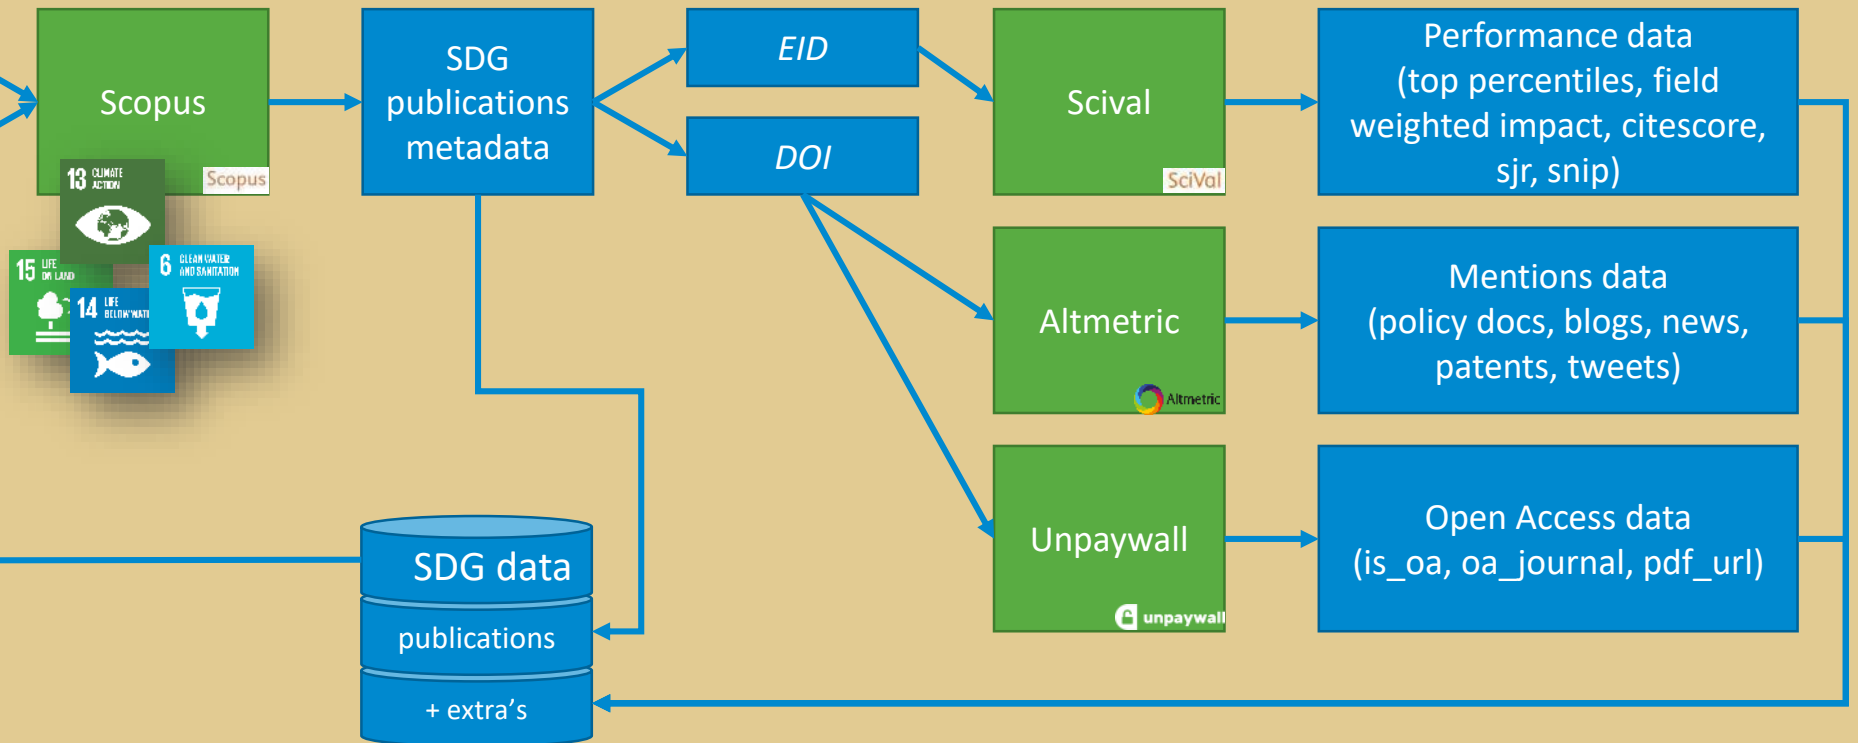 Scopus
Scopus
13 CLIMATE
ACTION
15 LIFE
ON LAND
14 LIFE
BELOW WAT
6 CLEAN WATER
AND SANITATION
SDG
publications
metadata
EID
DOI
Scival
SciVal
Performance data
(top percentiles, field
weighted impact, citescore,
sjr, snip)
Altmetric
Altmetric
Mentions data
(policy docs, blogs, news,
patents, tweets)
Unpaywall
unpaywall
Open Access data
(is_oa, oa_journal, pdf_url)
SDG data
publications
+ extra's